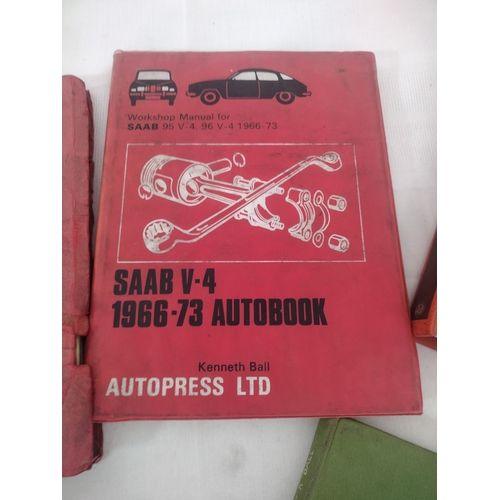 Workshop Manual for
SAAB 95 V-4. 96 V-4 1966-73
SAAB V-4
1966-73 AUTOBOOK
Kenneth Ball
AUTOPRESS LTD